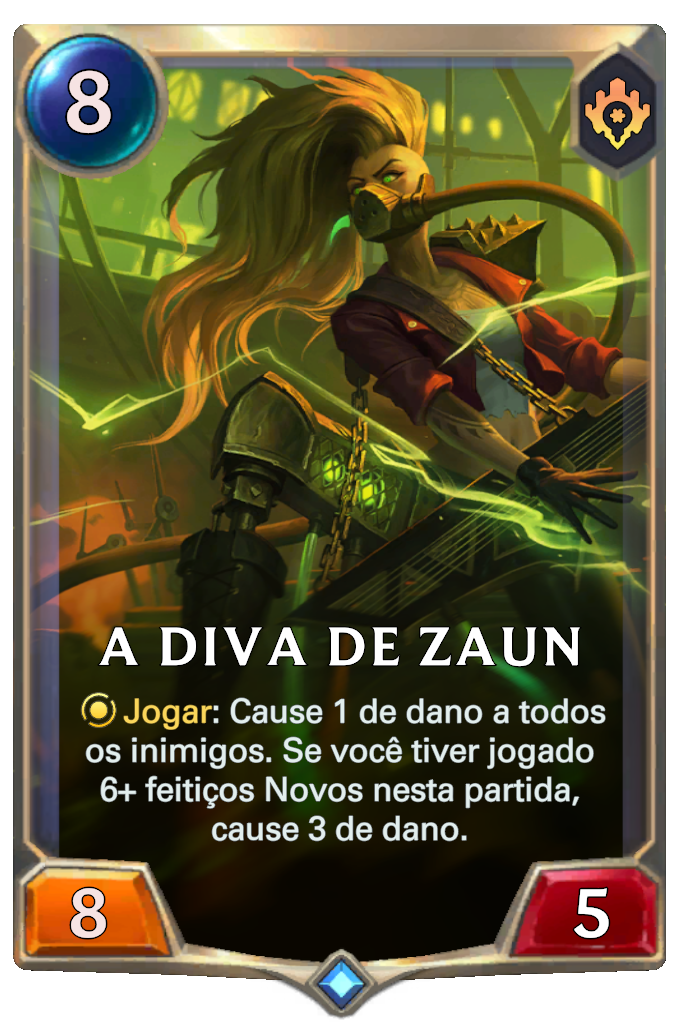 8
A DIVA DE ZAUN
Jogar: Cause 1 de dano a todos
os inimigos. Se você tiver jogado
6+ feitiços Novos nesta partida,
cause 3 de dano.
8
5